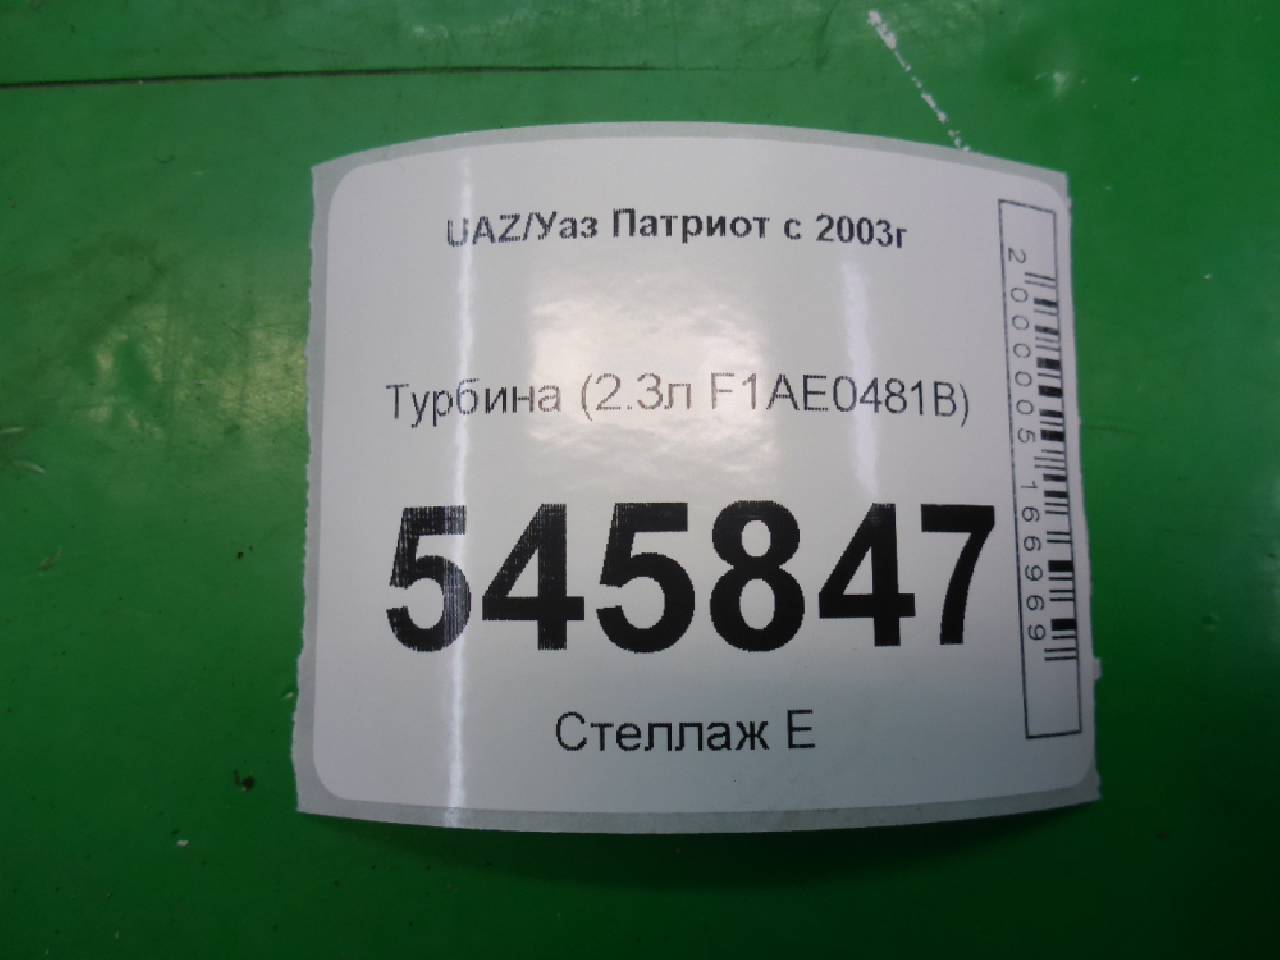 UAZ/Уаз Патриот с 2003г
Турбина (2.3л F1AE0481B)
545847
Стеллаж Е
2000005166969